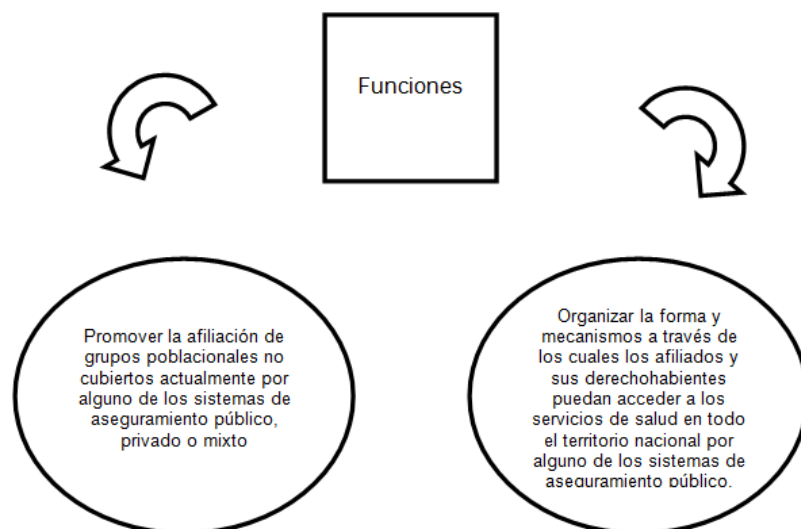 Funciones
Promover la afiliación de
grupos poblacionales no
cubiertos actualmente por
alguno de los sistemas de
aseguramiento público,
privado o mixto
Organizar la forma y
mecanismos a través de
los cuales los afiliados y
sus derechohabientes
puedan acceder a los
servicios de salud en todo
el territorio nacional por
alguno de los sistemas de
aseguramiento público.